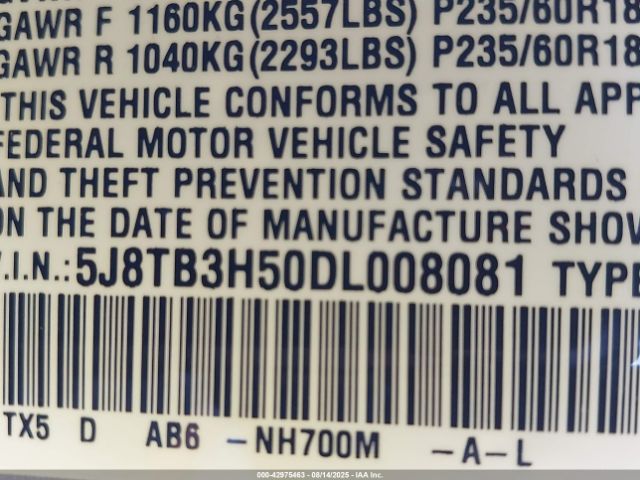 GAWR F 1160KG(2557LBS) P235/60R18
GAWR R 1040KG(2293LBS) P235/60R18
THIS VEHICLE CONFORMS TO ALL APP
FEDERAL MOTOR VEHICLE SAFETY
AND THEFT PREVENTION STANDARDS
ON THE DATE OF MANUFACTURE SHOW
V.I.N.: 5J8TB3H50DL008081 TYPE
TX5 D AB6 -NH700M -A-L
000-42975463 - 08/14/2025 - IAA Inc.